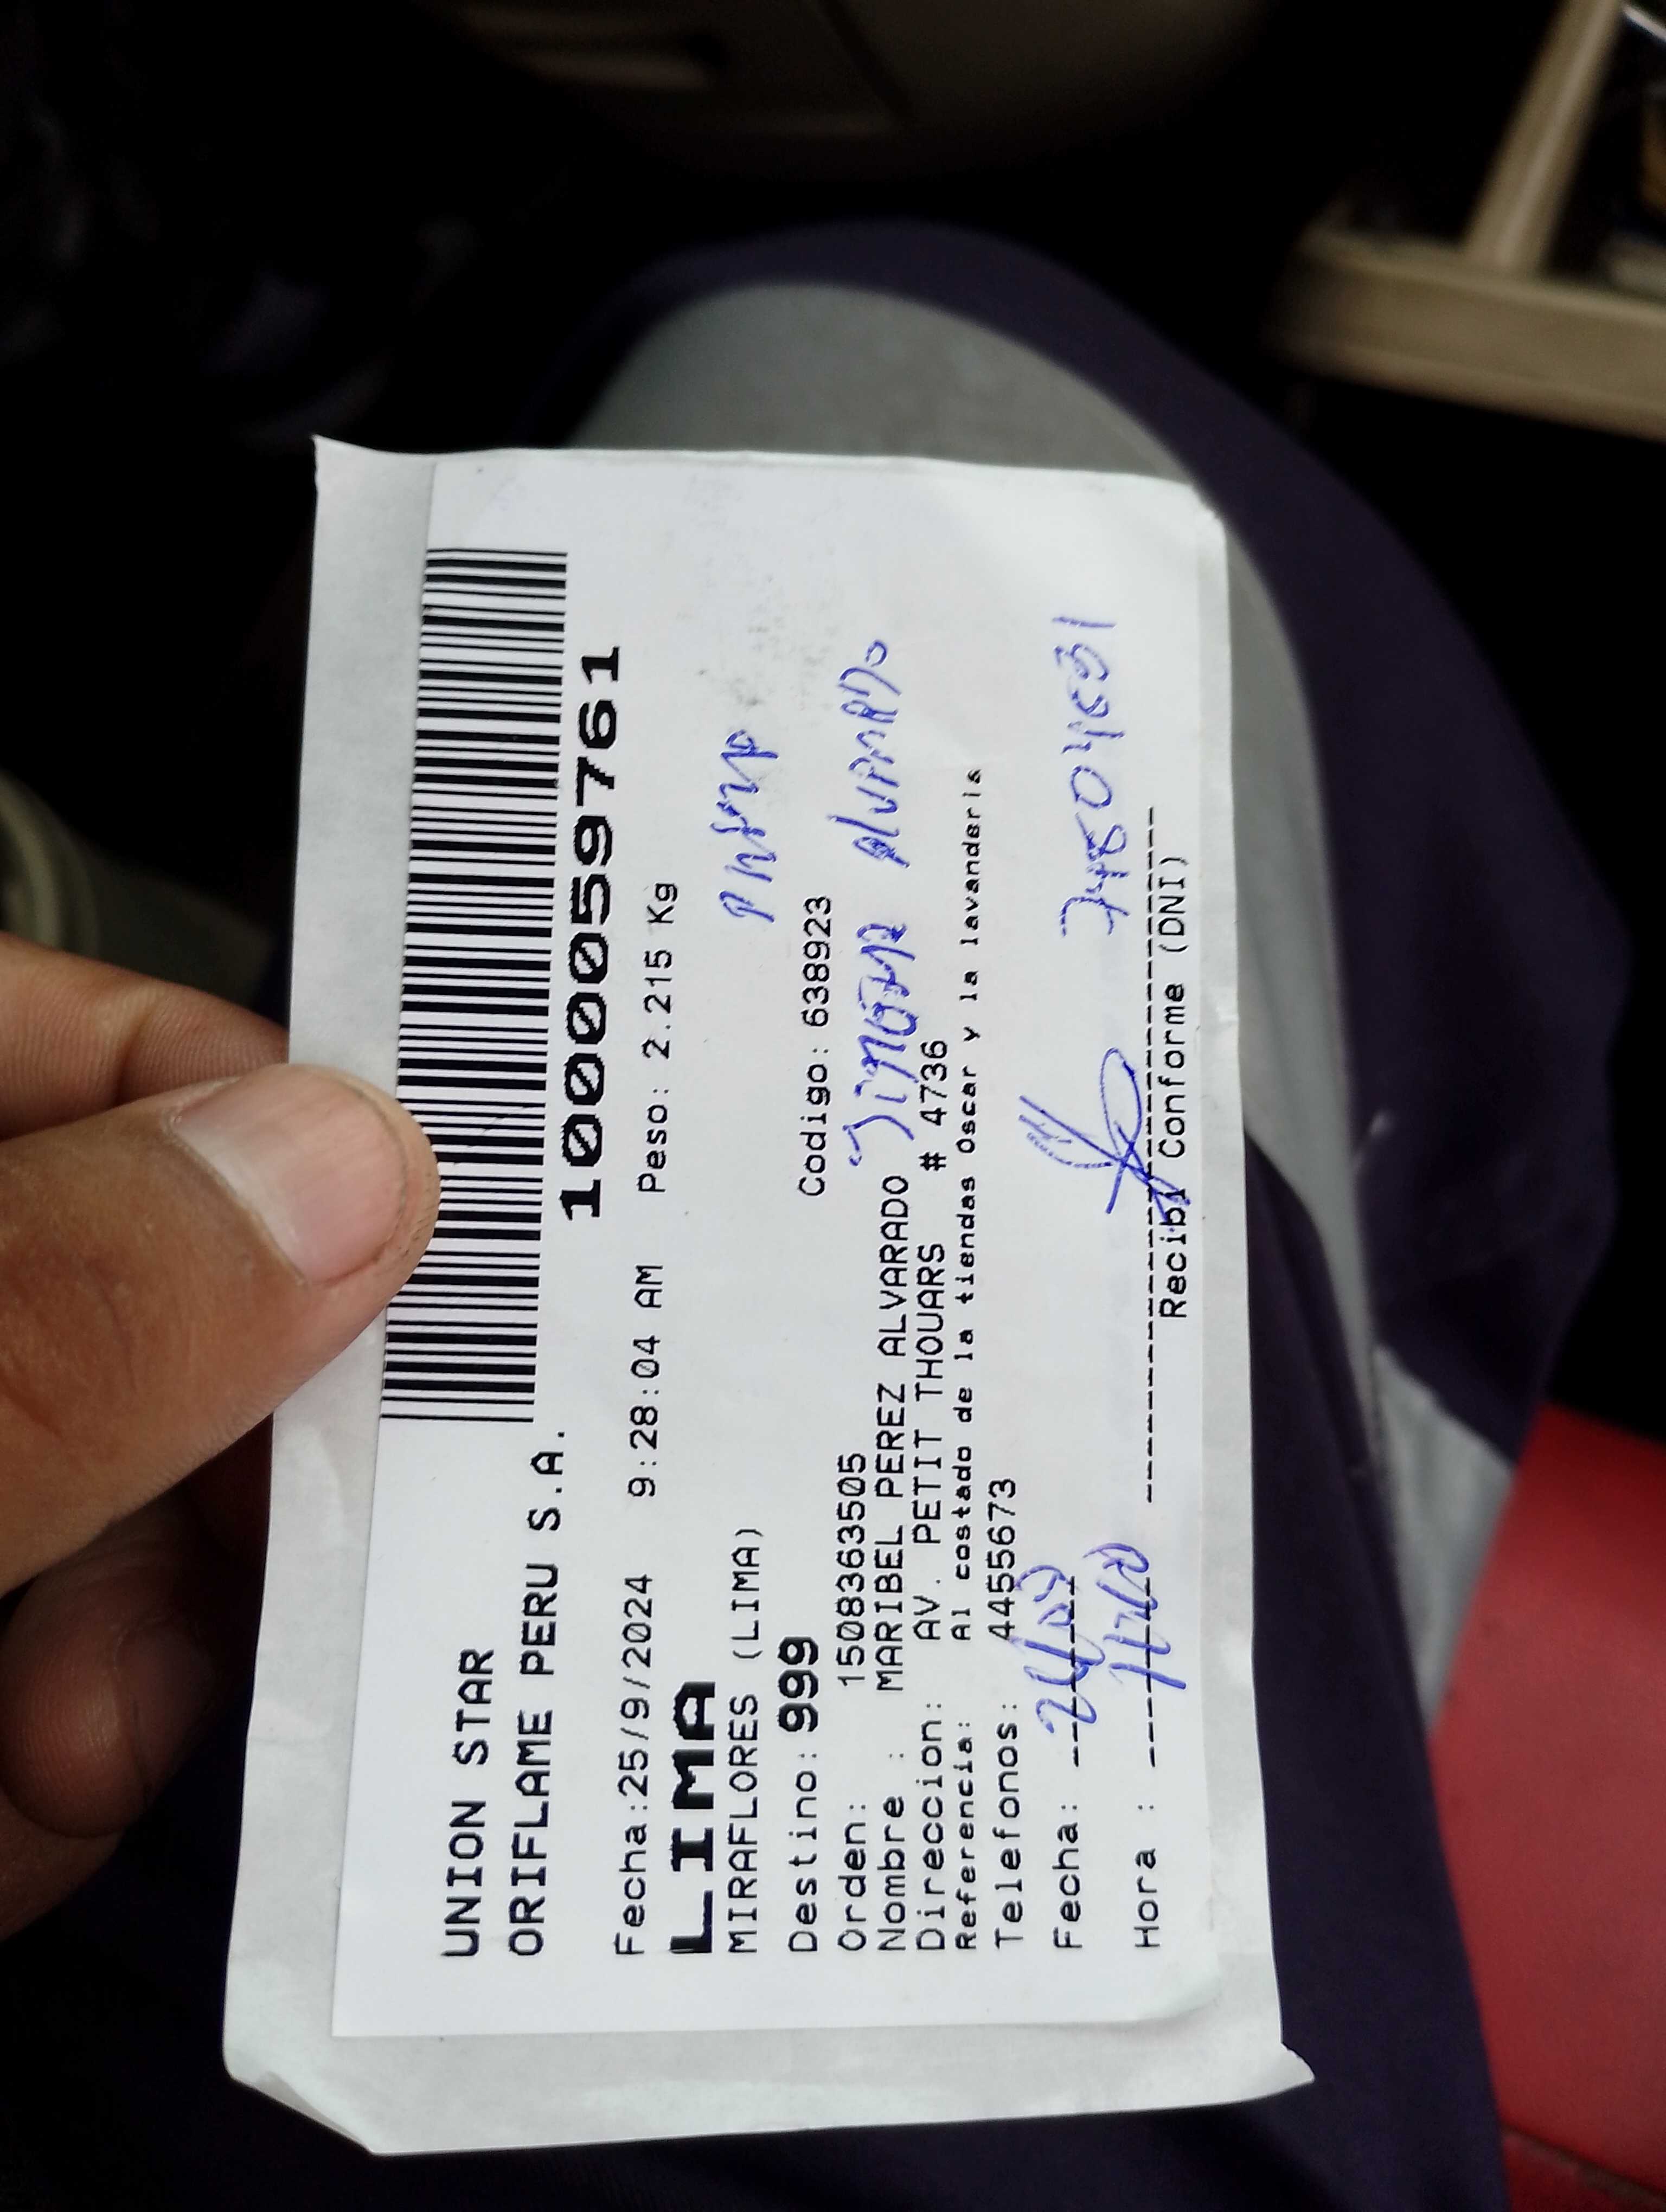 UNION STAR
ORIFLAME PERU S.A.
1000059761
Fecha:25/9/2024 9:28:04 AM Peso: 2.215 Kg
LIMA
MIRAFLORES (LIMA)
Destino: 999 Codigo: 638923
Orden: 1508363505
Nombre : MARIBEL PEREZ ALVARADO
Jimena Alvarado
Direccion: AV. PETIT THOUARS # 4736
Referencia: Al costado de la tiendas Oscar y la lavanderia
Telefonos: 4455673
Fecha:
Hora :
Recibi Conforme (DNI)